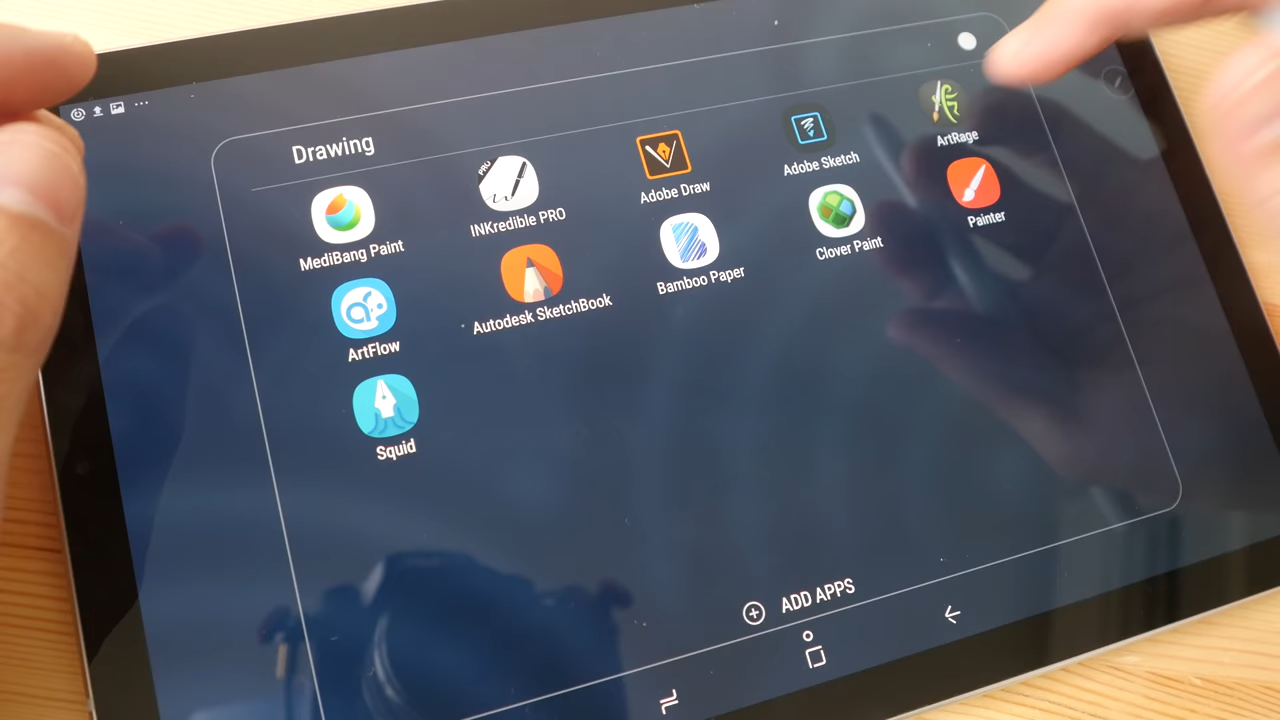 Drawing
MediBang Paint
PRO
INKredible PRO
Adobe Draw
Adobe Sketch
ArtRage
ArtFlow
Autodesk SketchBook
Bamboo Paper
Clover Paint
Painter
Squid
ADD APPS